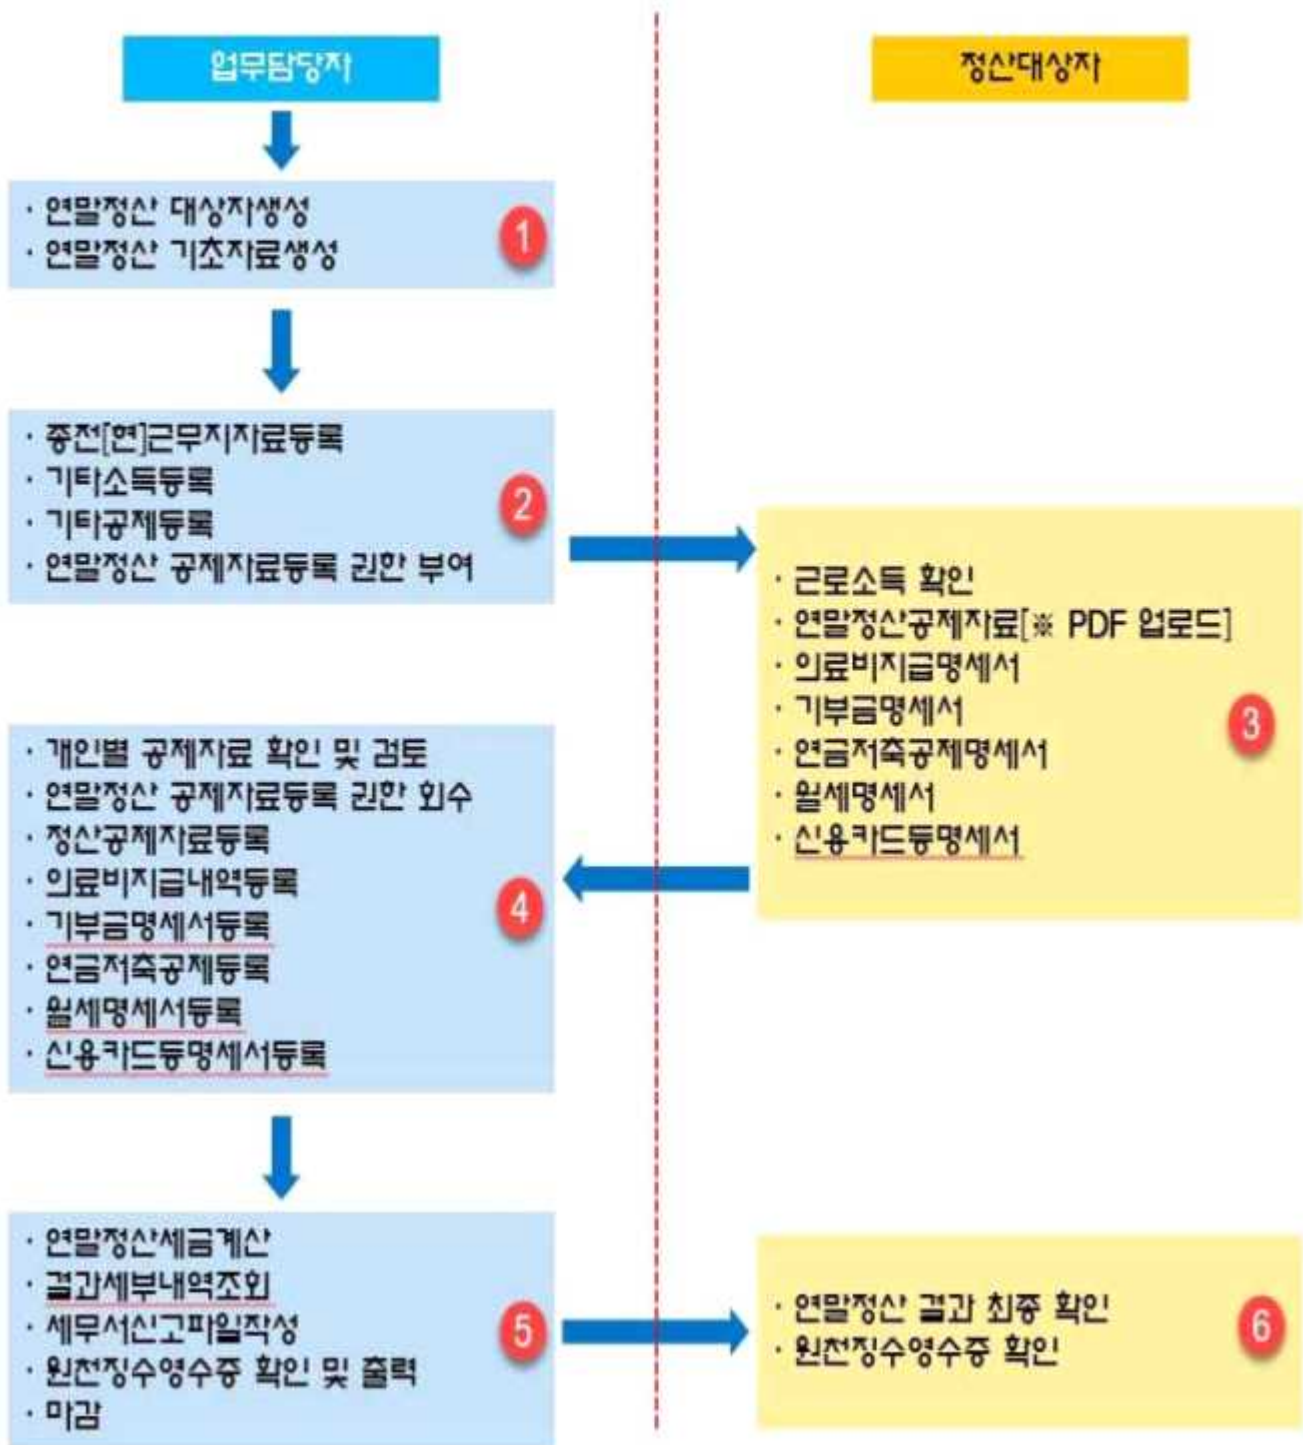 업무담당자
정산대상자
· 연말정산 대상자생성
· 연말정산 기초자료생성
1
· 종전[현]근무지자료등록
· 기타소득등록
· 기타공제등록
· 연말정산 공제자료등록 권한 부여
2
· 근로소득 확인
· 연말정산공제자료[※ PDF 업로드]
· 의료비지급명세서
· 기부금명세서
· 연금저축공제명세서
· 월세명세서
· 신용카드등명세서
3
· 개인별 공제자료 확인 및 검토
· 연말정산 공제자료등록 권한 회수
· 정산공제자료등록
· 의료비지급내역등록
· 기부금명세서등록
· 연금저축공제등록
· 월세명세서등록
· 신용카드등명세서등록
4
· 연말정산세금계산
· 결과세부내역조회
· 세무서신고파일작성
· 원천징수영수증 확인 및 출력
· 마감
5
· 연말정산 결과 최종 확인
· 원천징수영수증 확인
6